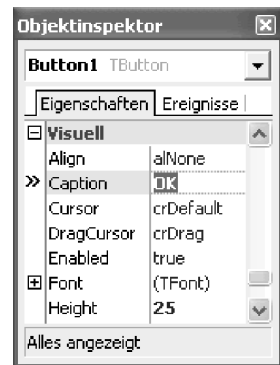 Objektinspektor
Button1 TButton
Eigenschaften Ereignisse
Visuell
Align alNone
» Caption OK
Cursor crDefault
DragCursor crDrag
Enabled true
Font (TFont)
Height 25
Alles angezeigt